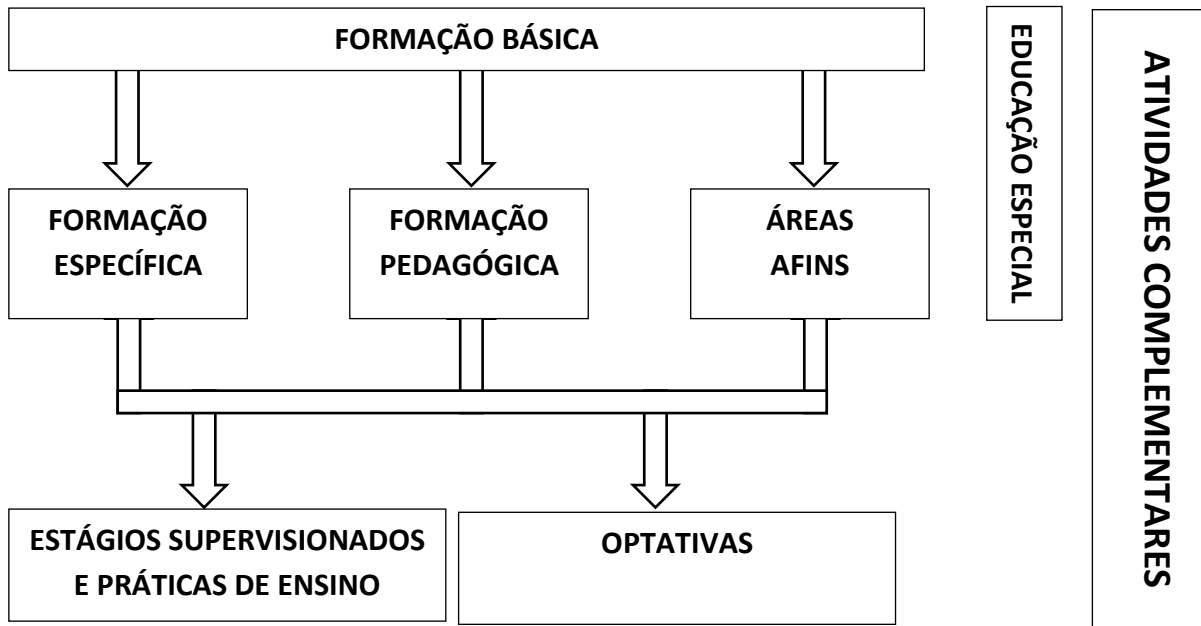 FORMAÇÃO BÁSICA
FORMAÇÃO
ESPECÍFICA
FORMAÇÃO
PEDAGÓGICA
ÁREAS
AFINS
ESTÁGIOS SUPERVISIONADOS
E PRÁTICAS DE ENSINO
OPTATIVAS
EDUCAÇÃO ESPECIAL
ATIVIDADES COMPLEMENTARES